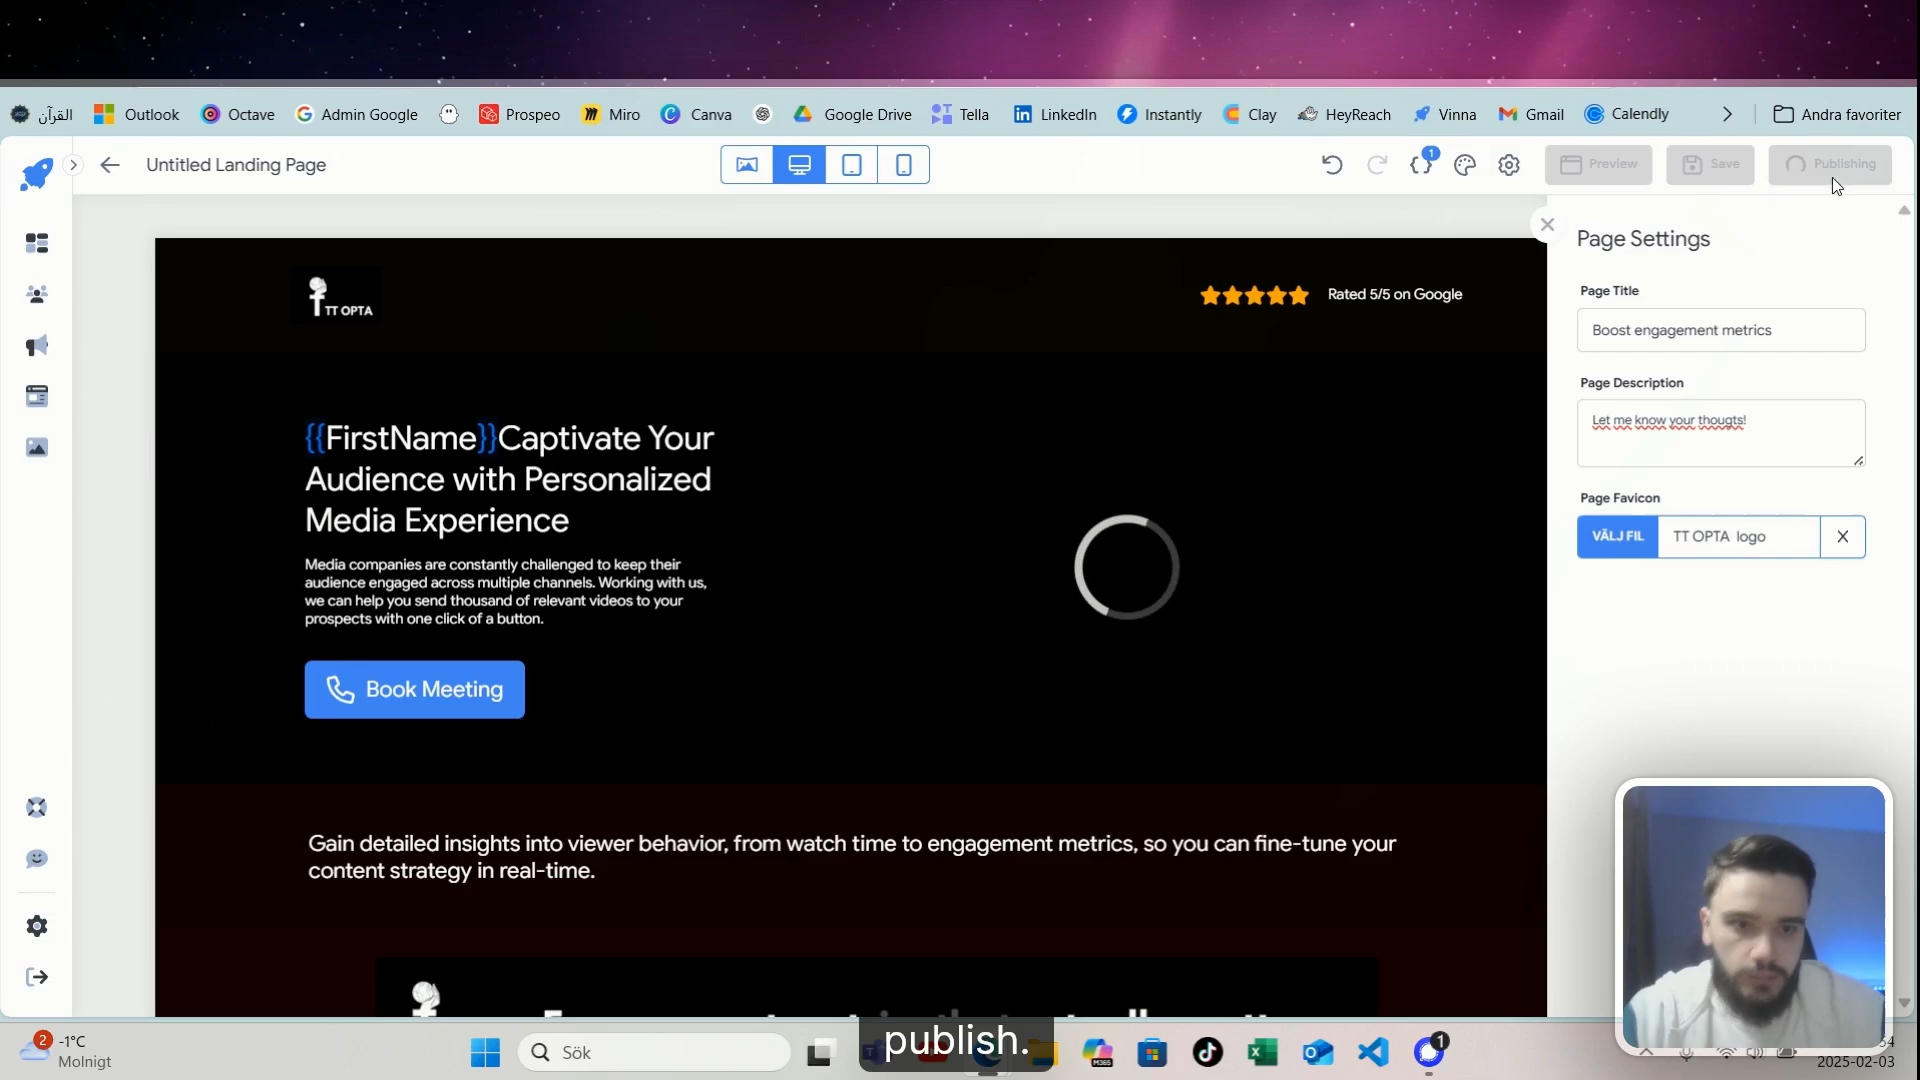 القرآن Outlook Octave Admin Google Prospeo Miro Canva Google Drive Tella LinkedIn Instantly Clay HeyReach Vinna Gmail Calendly Andra favoriter
Untitled Landing Page
1
Preview Save Publishing
Page Settings
Page Title
Boost engagement metrics
Page Description
Let me know your thougts!
Page Favicon
VÄLJ FIL TT OPTA logo X
TT OPTA
Rated 5/5 on Google
{{FirstName}}Captivate Your
Audience with Personalized
Media Experience
Media companies are constantly challenged to keep their
audience engaged across multiple channels. Working with us,
we can help you send thousand of relevant videos to your
prospects with one click of a button.
Book Meeting
Gain detailed insights into viewer behavior, from watch time to engagement metrics, so you can fine-tune your
content strategy in real-time.
publish.
2
-1°C
Molnigt
Sök
M365
1
54
2025-02-03